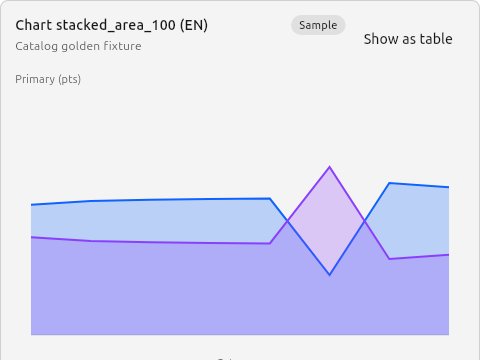 Chart stacked_area_100 (EN)
Sample
Show as table
Catalog golden fixture
Primary (pts)